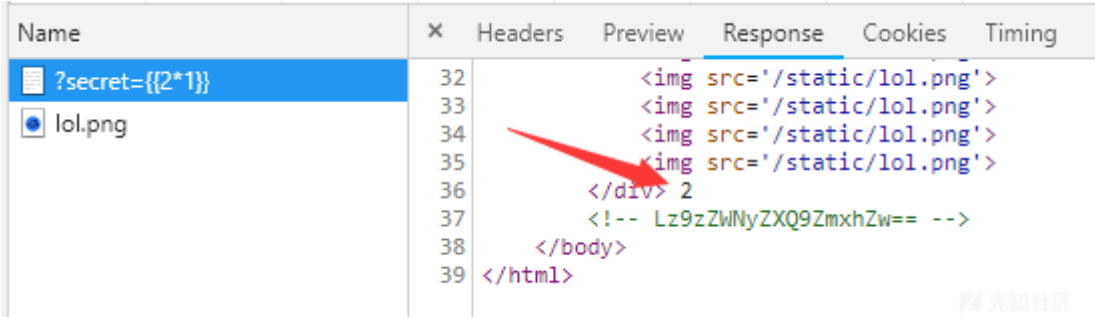 Name
× Headers Preview Response Cookies Timing
?secret={{2*1}}
lol.png
32 <img src='/static/lol.png'>
33 <img src='/static/lol.png'>
34 <img src='/static/lol.png'>
35 <img src='/static/lol.png'>
36 </div> 2
37 <!-- Lz9zZWNyZXQ9ZmxhZw== -->
38 </body>
39 </html>
先知社区